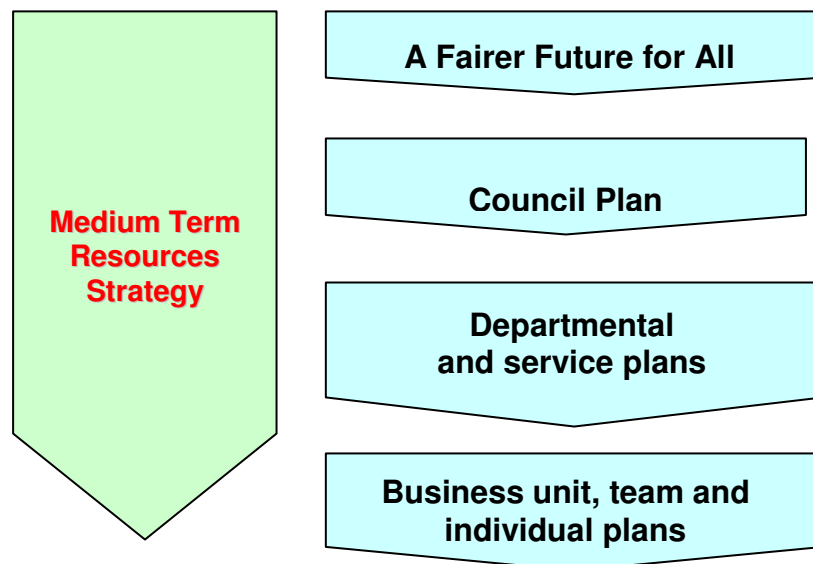 A Fairer Future for All
Council Plan
Medium Term
Resources
Strategy
Departmental
and service plans
Business unit, team and
individual plans